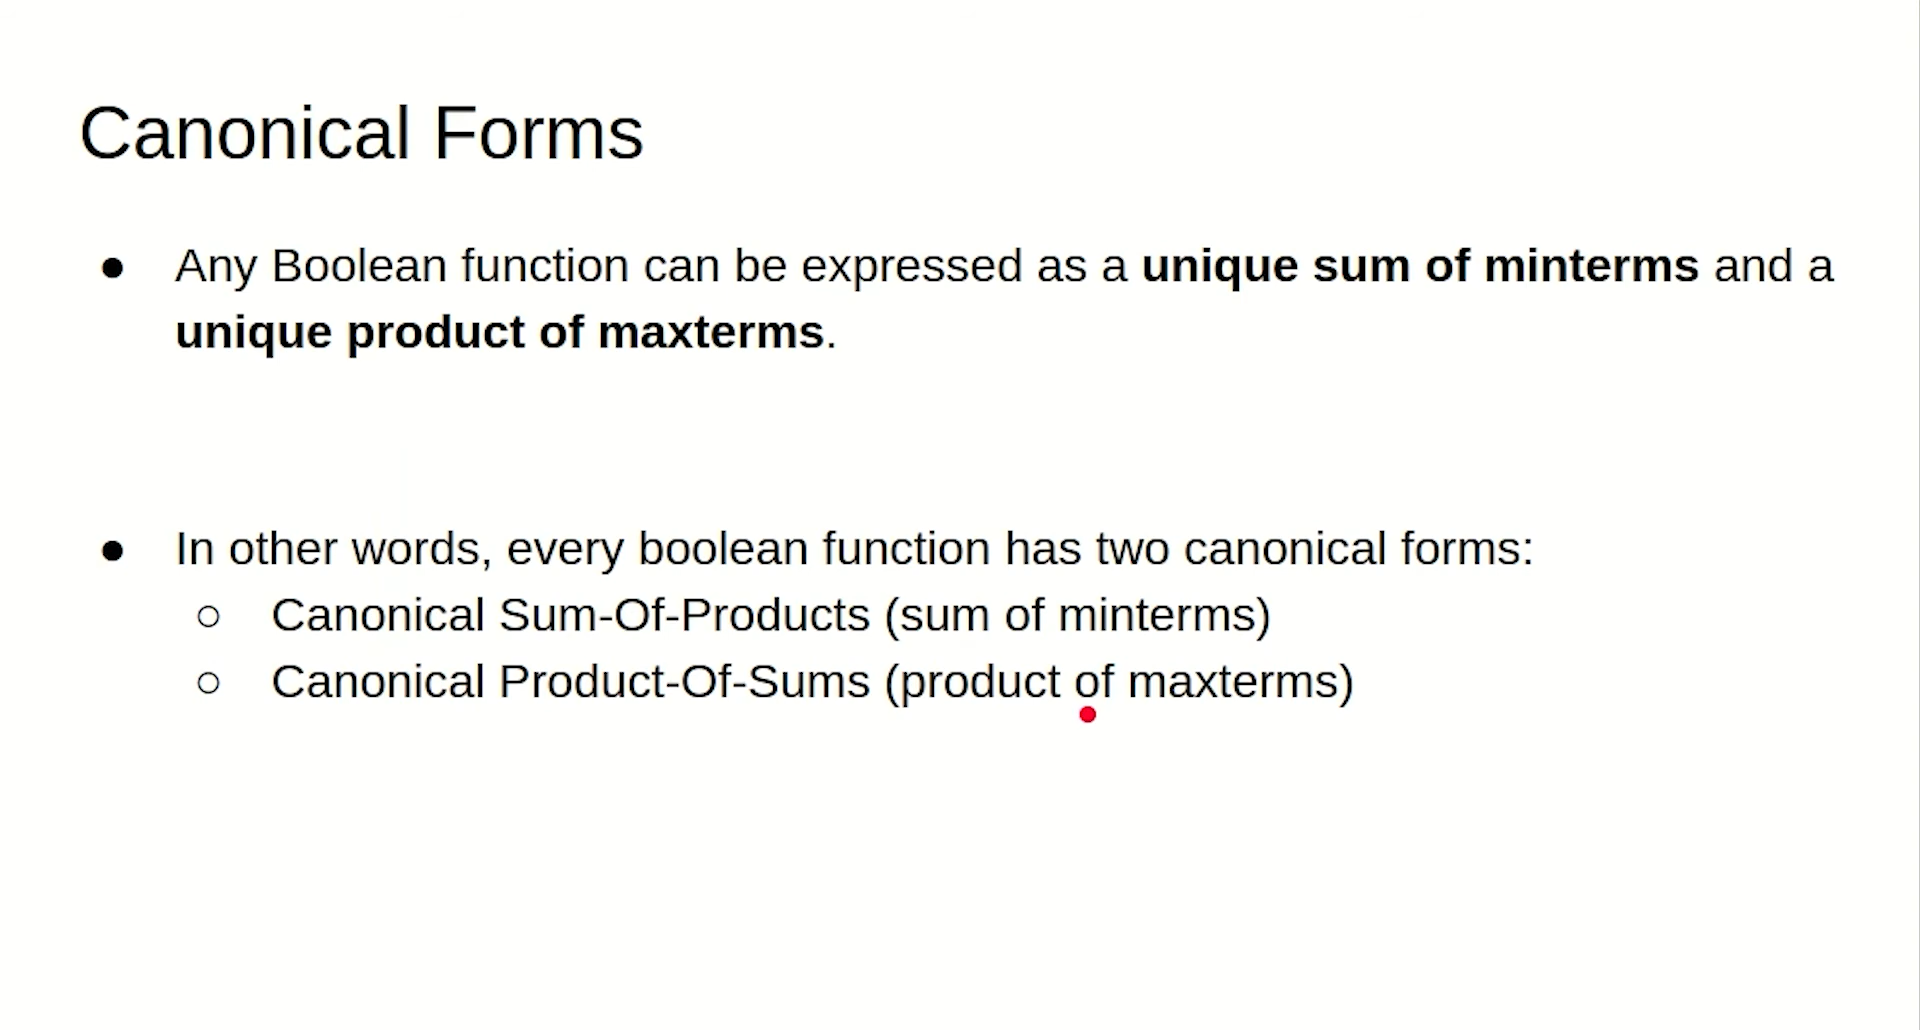 Canonical Forms
● Any Boolean function can be expressed as a unique sum of minterms and a
unique product of maxterms.
● In other words, every boolean function has two canonical forms:
○ Canonical Sum-Of-Products (sum of minterms)
○ Canonical Product-Of-Sums (product of maxterms)